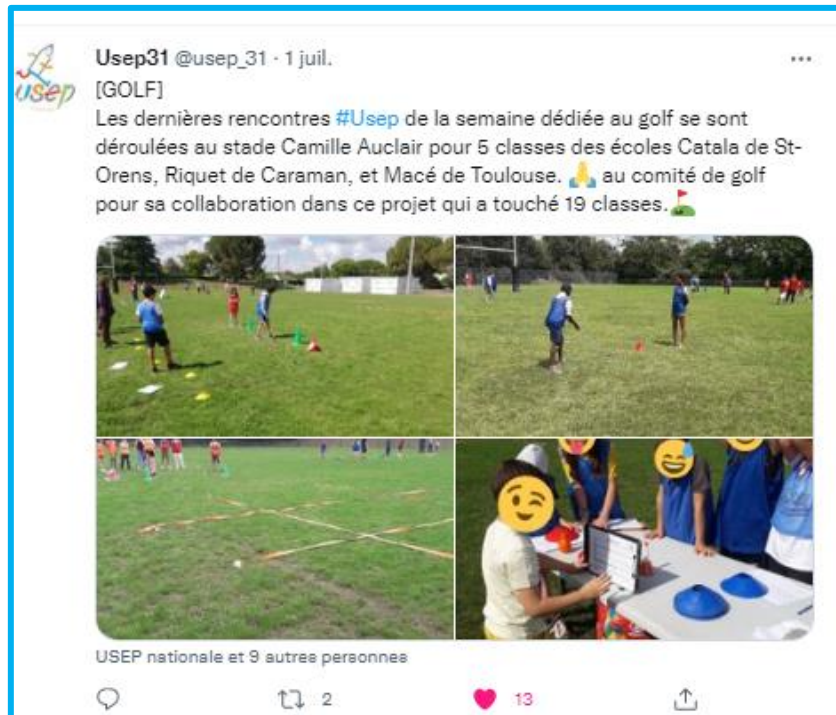 usep
Usep31 @usep_31 · 1 juil.
[GOLF]
Les dernières rencontres #Usep de la semaine dédiée au golf se sont
déroulées au stade Camille Auclair pour 5 classes des écoles Catala de St-
Orens, Riquet de Caraman, et Macé de Toulouse. 🙏 au comité de golf
pour sa collaboration dans ce projet qui a touché 19 classes.⛳
USEP nationale et 9 autres personnes
2
13